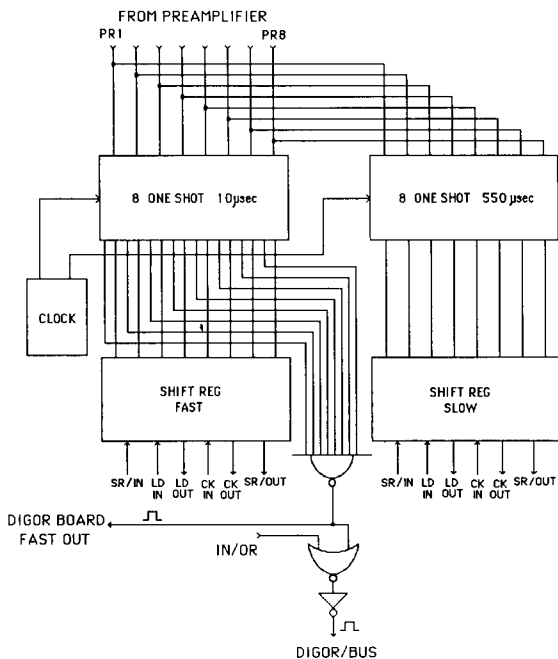 FROM PREAMPLIFIER
PR1 PR8
8 ONE SHOT 10µsec
8 ONE SHOT 550µsec
CLOCK
SHIFT REG
FAST
SHIFT REG
SLOW
SR/IN LD IN LD OUT CK IN CK OUT SR/OUT
SR/IN LD IN LD OUT CK IN CK OUT SR/OUT
DIGOR BOARD
FAST OUT
IN/OR
DIGOR/BUS